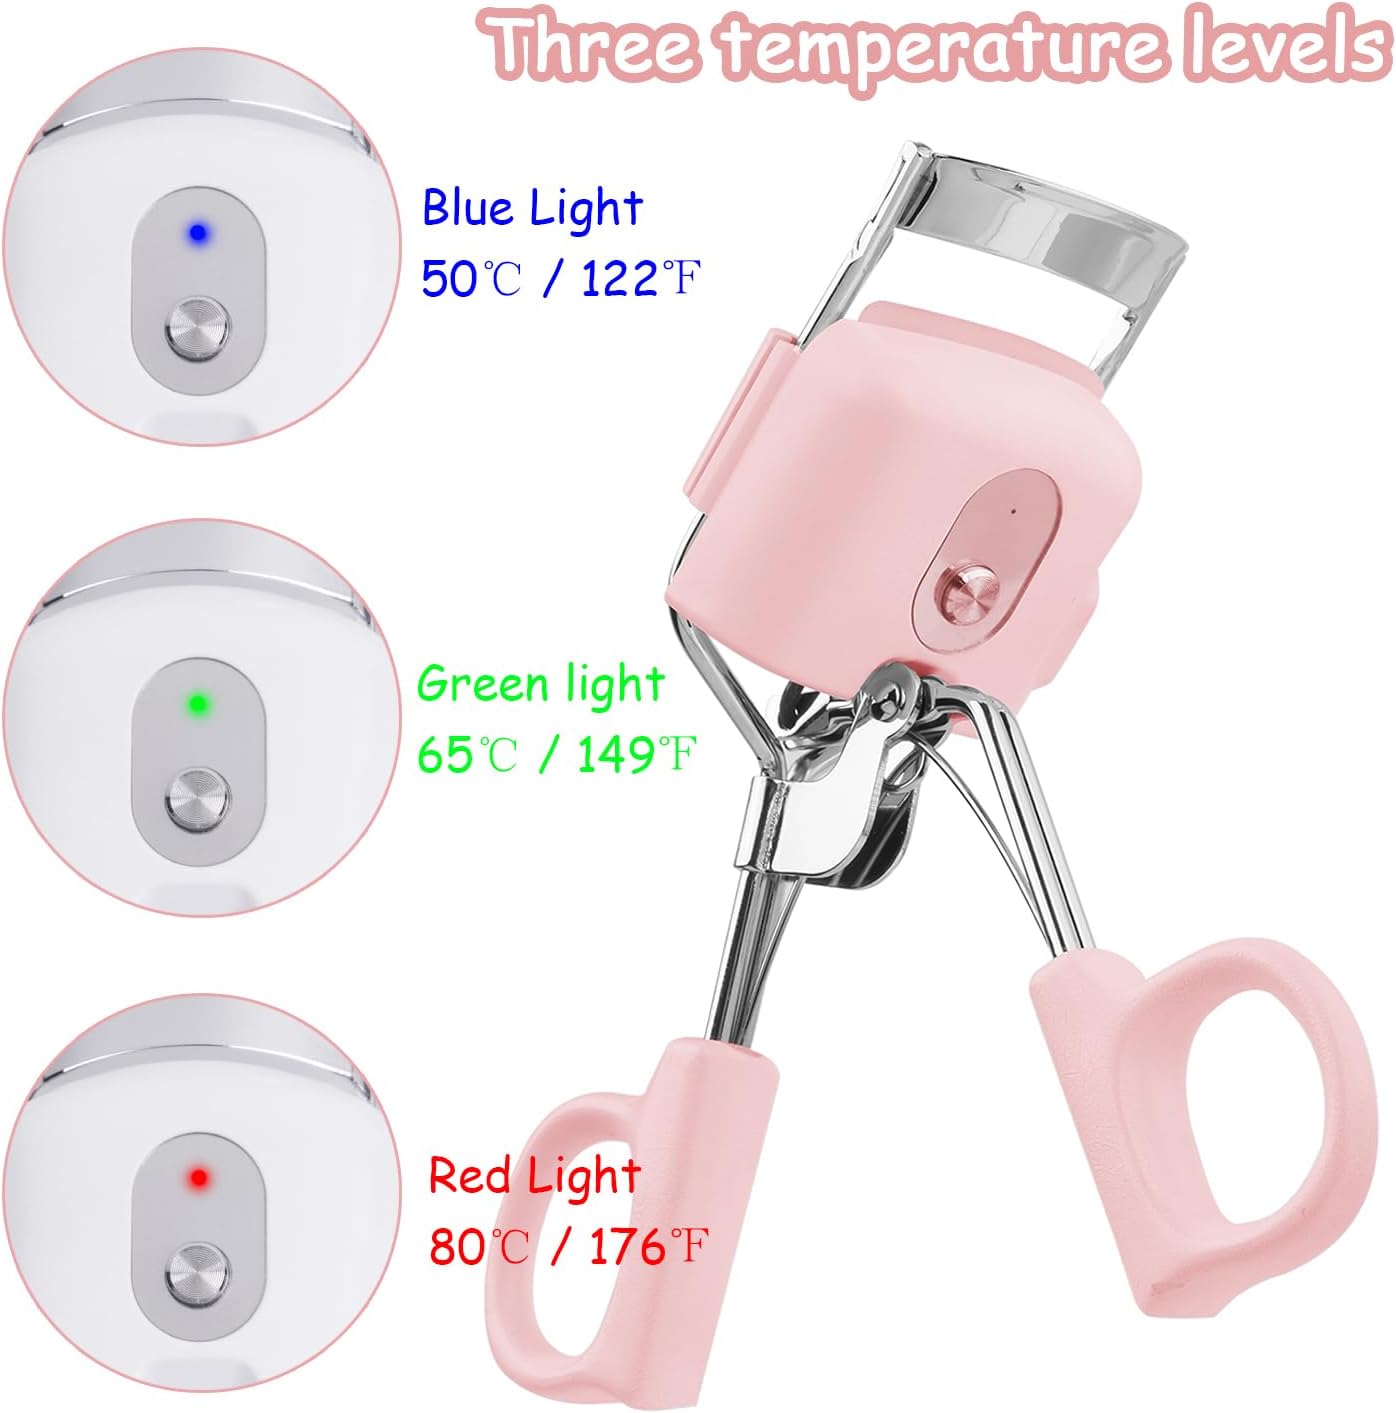 Three temperature levels
Blue Light
50℃ / 122℉
Green light
65℃ / 149℉
Red Light
80℃ / 176℉